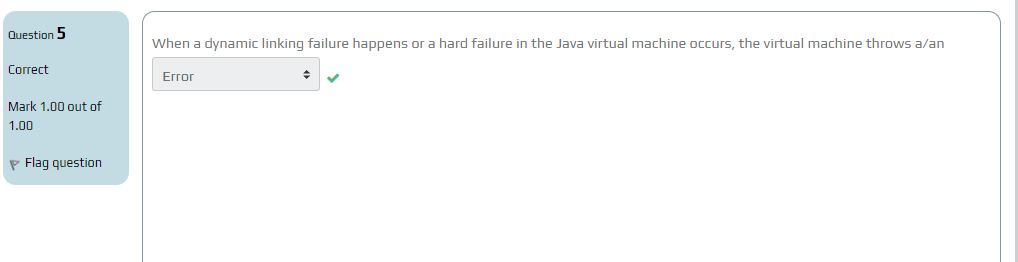 Question 5
Correct
Mark 1.00 out of
1.00
Flag question
When a dynamic linking failure happens or a hard failure in the Java virtual machine occurs, the virtual machine throws a/an
Error